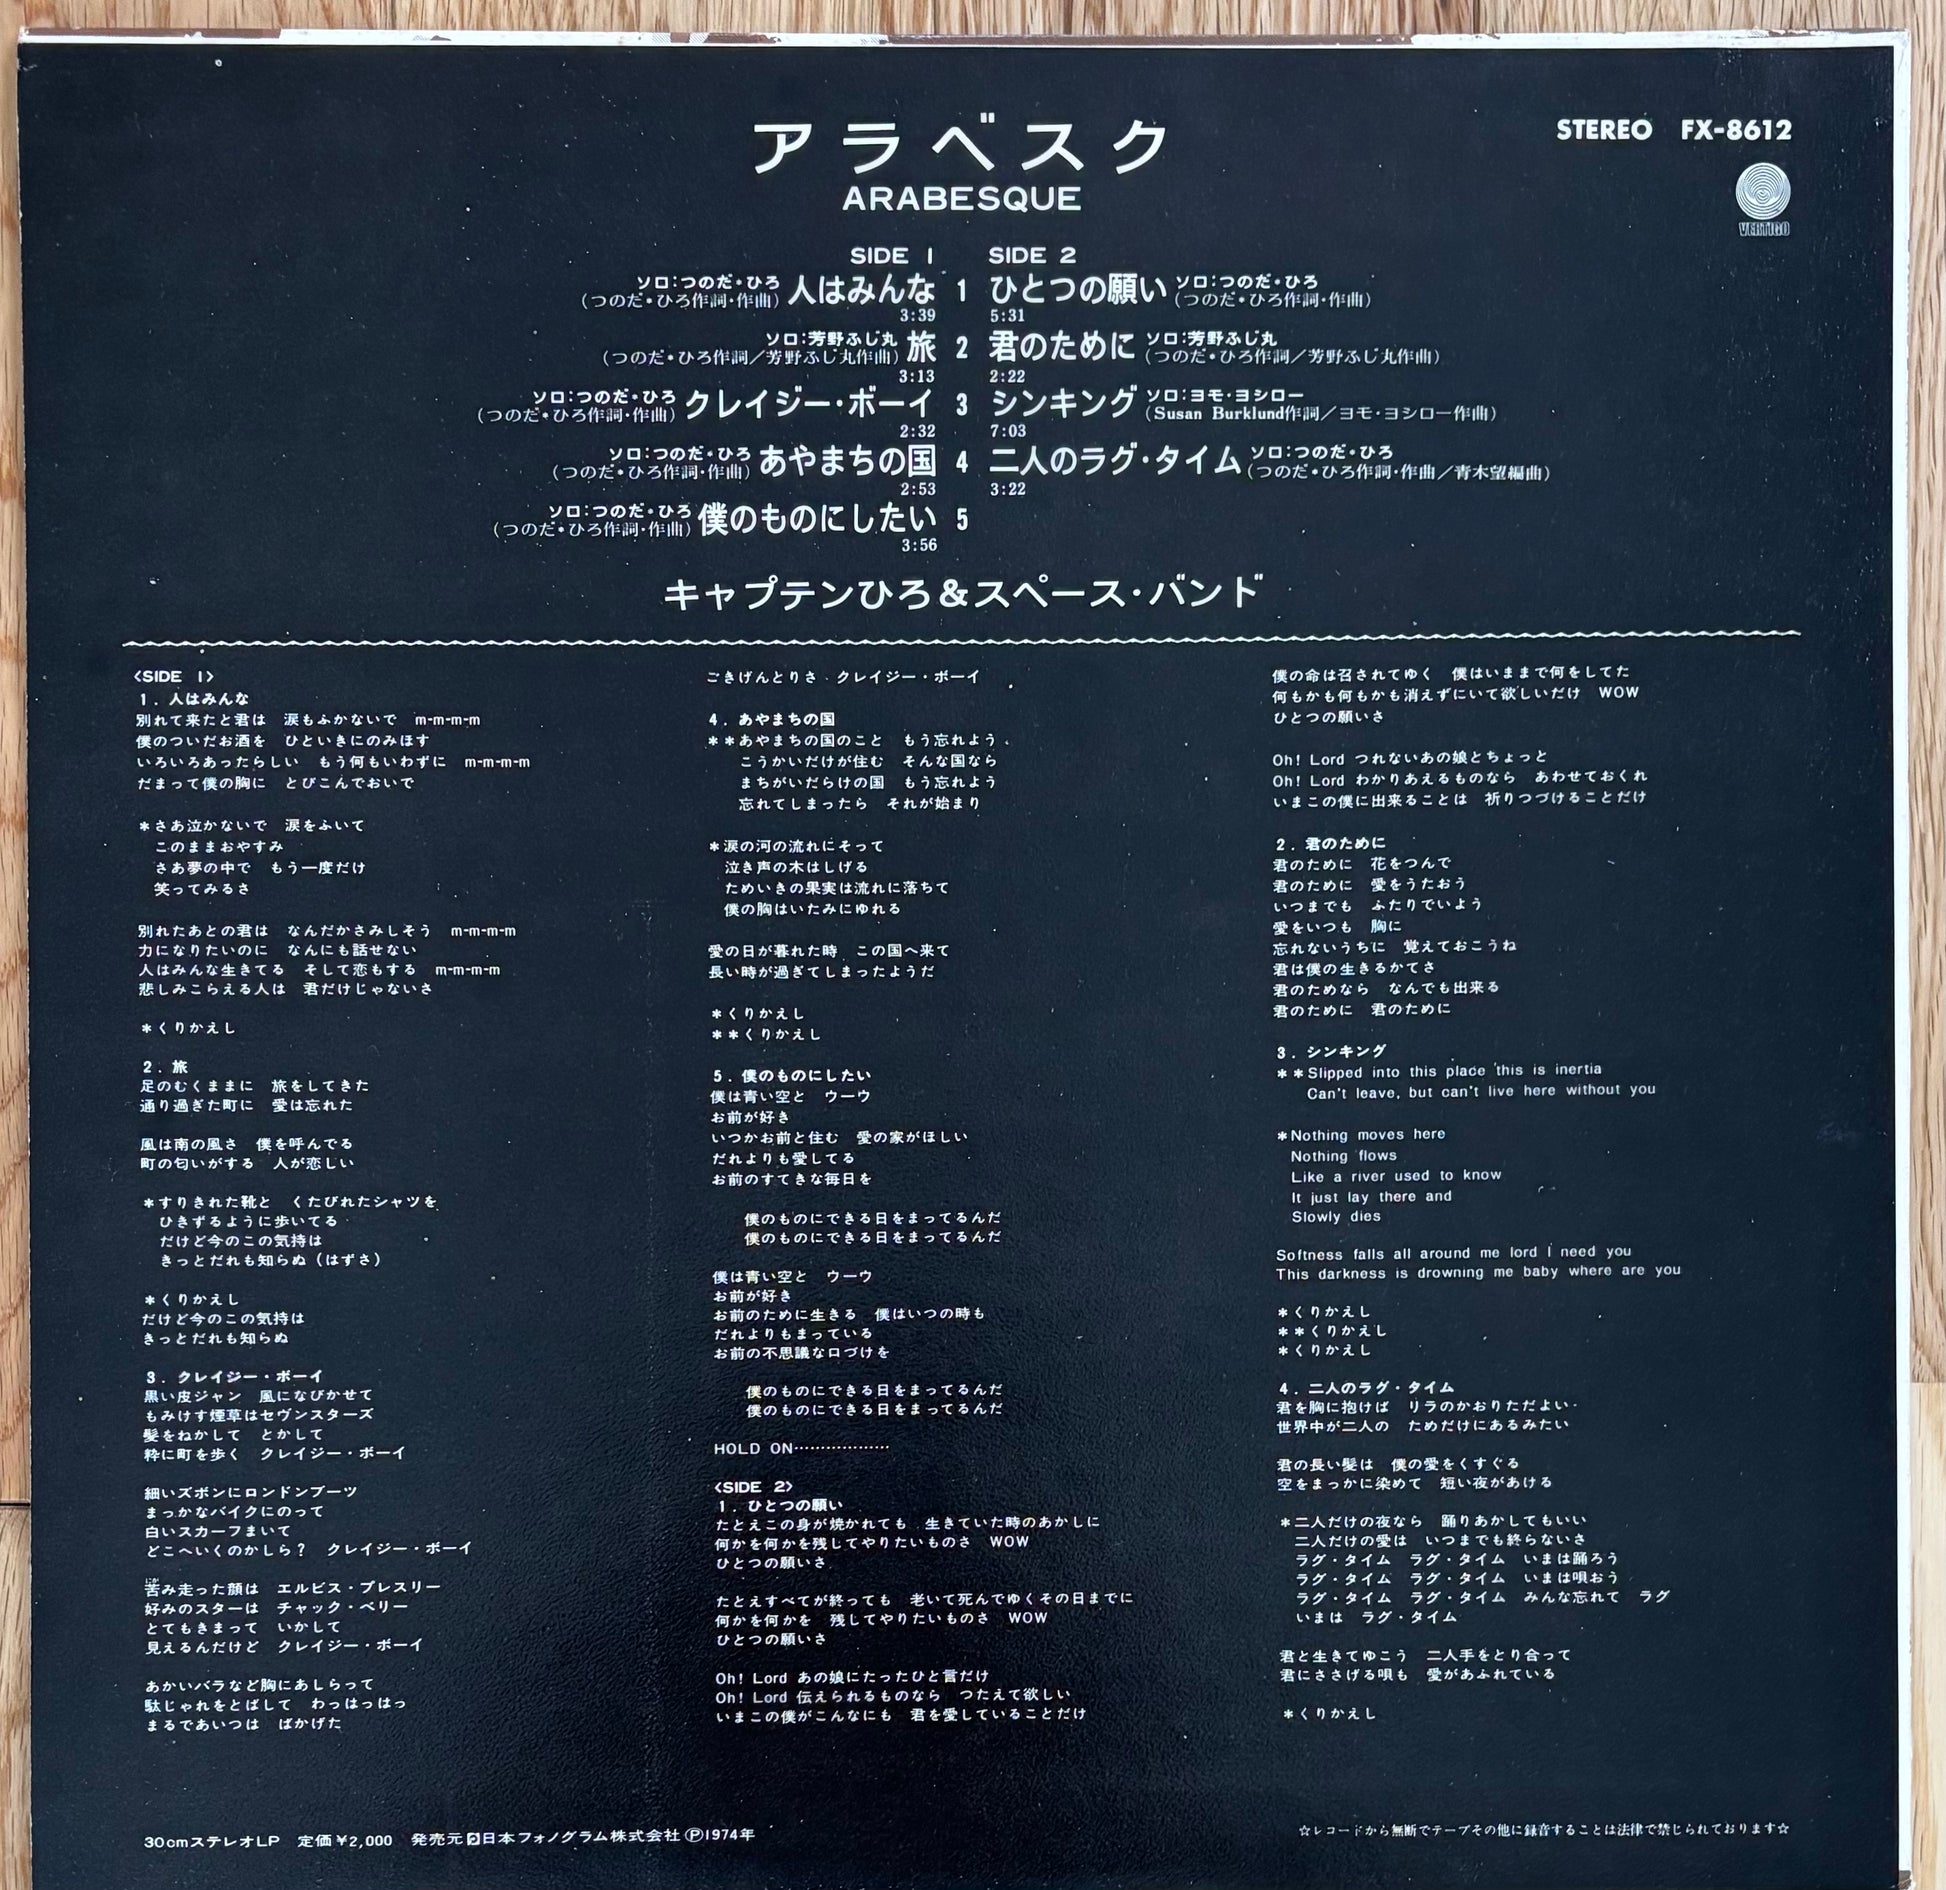 アラベスク
ARABESQUE
STEREO FX-8612
VERTIGO
SIDE 1
ソロ:つのだ・ひろ
(つのだ・ひろ作詞・作曲) 人はみんな 1
3:39
ソロ:芳野ふじ丸
(つのだ・ひろ作詞/芳野ふじ丸作曲) 旅 2
3:13
ソロ:つのだ・ひろ
(つのだ・ひろ作詞・作曲) クレイジー・ボーイ 3
2:32
ソロ:つのだ・ひろ
(つのだ・ひろ作詞・作曲) あやまちの国 4
2:53
ソロ:つのだ・ひろ
(つのだ・ひろ作詞・作曲) 僕のものにしたい 5
3:56
SIDE 2
ひとつの願い ソロ:つのだ・ひろ
(つのだ・ひろ作詞・作曲)
5:31
君のために ソロ:芳野ふじ丸
(つのだ・ひろ作詞/芳野ふじ丸作曲)
2:22
シンキング ソロ:ヨモ・ヨシロー
(Susan Burklund作詞/ヨモ・ヨシロー作曲)
7:03
二人のラグ・タイム ソロ:つのだ・ひろ
(つのだ・ひろ作詞・作曲/青木望編曲)
3:22
キャプテンひろ&スペース・バンド
〈SIDE 1〉
1. 人はみんな
別れて来たと君は 涙もふかないで m-m-m-m
僕のついだお酒を ひといきにのみほす
いろいろあったらしい もう何もいわずに m-m-m-m
だまって僕の胸に とびこんでおいで
*さあ泣かないで 涙をふいて
このままおやすみ
さあ夢の中で もう一度だけ
笑ってみるさ
別れたあとの君は なんだかさみしそう m-m-m-m
力になりたいのに なんにも話せない
人はみんな生きてる そして恋もする m-m-m-m
悲しみこらえる人は 君だけじゃないさ
*くりかえし
2. 旅
足のむくままに 旅をしてきた
通り過ぎた町に 愛は忘れた
風は南の風さ 僕を呼んでる
町の匂いがする 人が恋しい
*すりきれた靴と くたびれたシャツを
ひきずるように歩いてる
だけど今のこの気持は
きっとだれも知らぬ(はずさ)
*くりかえし
だけど今のこの気持は
きっとだれも知らぬ
3. クレイジー・ボーイ
黒い皮ジャン 風になびかせて
もみけす煙草はセヴンスターズ
髪をねかして とかして
粋に町を歩く クレイジー・ボーイ
細いズボンにロンドンブーツ
まっかなバイクにのって
白いスカーフまいて
どこへいくのかしら? クレイジー・ボーイ
苦み走った顔は エルビス・プレスリー
好みのスターは チャック・ベリー
とてもきまって いかして
見えるんだけど クレイジー・ボーイ
あかいバラなど胸にあしらって
駄じゃれをとばして わっはっはっ
まるであいつは ばかげた
ごきげんとりさ クレイジー・ボーイ
4. あやまちの国
**あやまちの国のこと もう忘れよう
こうかいだけが住む そんな国なら
まちがいだらけの国 もう忘れよう
忘れてしまったら それが始まり
*涙の河の流れにそって
泣き声の木はしげる
ためいきの果実は流れに落ちて
僕の胸はいたみにゆれる
愛の日が暮れた時 この国へ来て
長い時が過ぎてしまったようだ
*くりかえし
**くりかえし
5. 僕のものにしたい
僕は青い空と ウーウ
お前が好き
いつかお前と住む 愛の家がほしい
だれよりも愛してる
お前のすてきな毎日を
僕のものにできる日をまってるんだ
僕のものにできる日をまってるんだ
僕は青い空と ウーウ
お前が好き
お前のために生きる 僕はいつの時も
だれよりもまっている
お前の不思議な口づけを
僕のものにできる日をまってるんだ
僕のものにできる日をまってるんだ
HOLD ON………………
〈SIDE 2〉
1. ひとつの願い
たとえこの身が焼かれても 生きていた時のあかしに
何かを何かを残してやりたいものさ WOW
ひとつの願いさ
たとえすべてが終っても 老いて死んでゆくその日までに
何かを何かを 残してやりたいものさ WOW
ひとつの願いさ
Oh! Lord あの娘にたったひと言だけ
Oh! Lord 伝えられるものなら つたえて欲しい
いまこの僕がこんなにも 君を愛していることだけ
僕の命は召されてゆく 僕はいままで何をしてた
何もかも何もかも消えずにいて欲しいだけ WOW
ひとつの願いさ
Oh! Lord つれないあの娘とちょっと
Oh! Lord わかりあえるものなら あわせておくれ
いまこの僕に出来ることは 祈りつづけることだけ
2. 君のために
君のために 花をつんで
君のために 愛をうたおう
いつまでも ふたりでいよう
愛をいつも 胸に
忘れないうちに 覚えておこうね
君は僕の生きるかてさ
君のためなら なんでも出来る
君のために 君のために
3. シンキング
**Slipped into this place this is inertia
Can't leave, but can't live here without you
*Nothing moves here
Nothing flows
Like a river used to know
It just lay there and
Slowly dies
Softness falls all around me lord I need you
This darkness is drowning me baby where are you
*くりかえし
**くりかえし
*くりかえし
4. 二人のラグ・タイム
君を胸に抱けば リラのかおりただよい
世界中が二人の ためだけにあるみたい
君の長い髪は 僕の愛をくすぐる
空をまっかに染めて 短い夜があける
*二人だけの夜なら 踊りあかしてもいい
二人だけの愛は いつまでも終らないさ
ラグ・タイム ラグ・タイム いまは踊ろう
ラグ・タイム ラグ・タイム いまは唄おう
ラグ・タイム ラグ・タイム みんな忘れて ラグ
いまは ラグ・タイム
君と生きてゆこう 二人手をとり合って
君にささげる唄も 愛があふれている
*くりかえし
30cmステレオLP 定価¥2,000 発売元 日本フォノグラム株式会社 Ⓟ1974年
☆レコードから無断でテープその他に録音することは法律で禁じられております☆